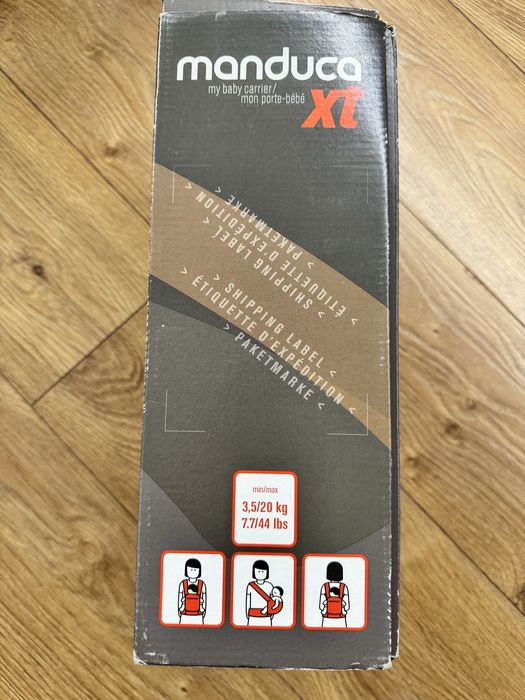 manduca
my baby carrier/
mon porte-bébé
xt
> PAKETMARKE <
> ÉTIQUETTE D'EXPÉDITION <
> SHIPPING LABEL <
> SHIPPING LABEL <
> ÉTIQUETTE D'EXPÉDITION <
> PAKETMARKE <
min/max
3,5/20 kg
7.7/44 lbs